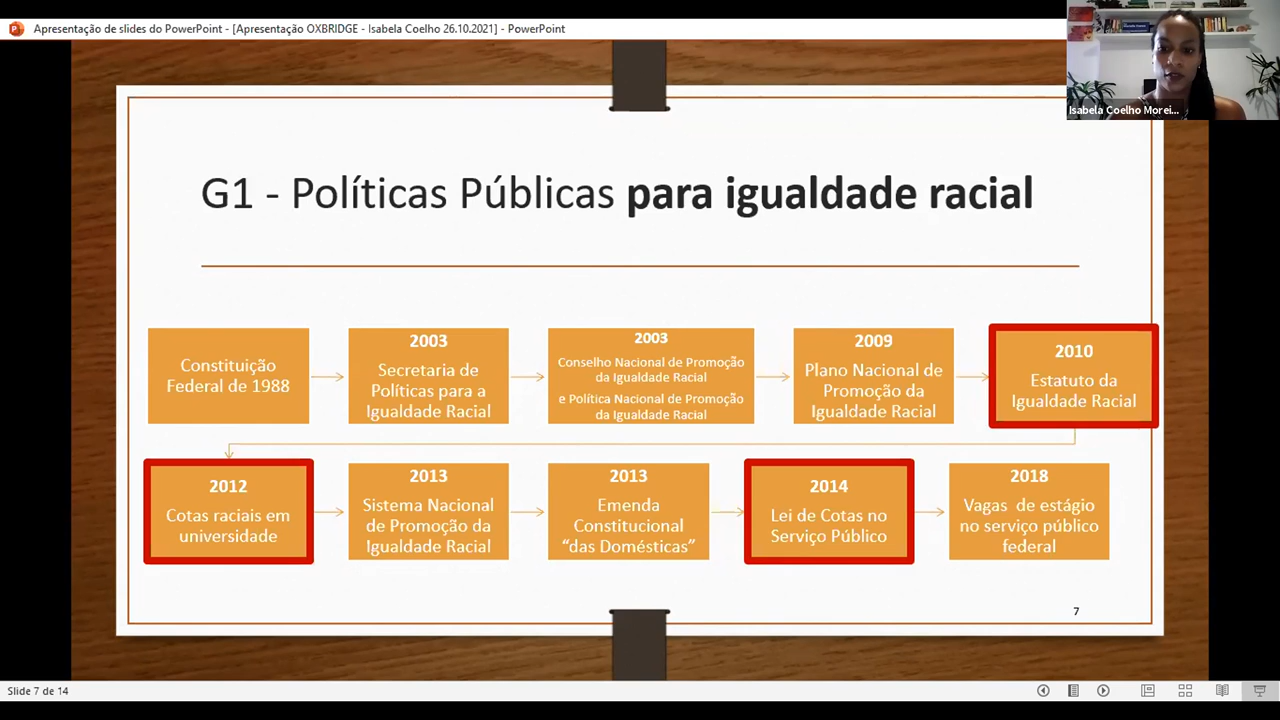 Apresentação de slides do PowerPoint - [Apresentação OXBRIDGE - Isabela Coelho 26.10.2021] - PowerPoint
Isabela Coelho Morei...
G1 - Políticas Públicas para igualdade racial
Constituição
Federal de 1988
2003
Secretaria de
Políticas para a
Igualdade Racial
2003
Conselho Nacional de Promoção
da Igualdade Racial
e Política Nacional de Promoção
da Igualdade Racial
2009
Plano Nacional de
Promoção da
Igualdade Racial
2010
Estatuto da
Igualdade Racial
2012
Cotas raciais em
universidade
2013
Sistema Nacional
de Promoção da
Igualdade Racial
2013
Emenda
Constitucional
“das Domésticas”
2014
Lei de Cotas no
Serviço Público
2018
Vagas de estágio
no serviço público
federal
7
Slide 7 de 14